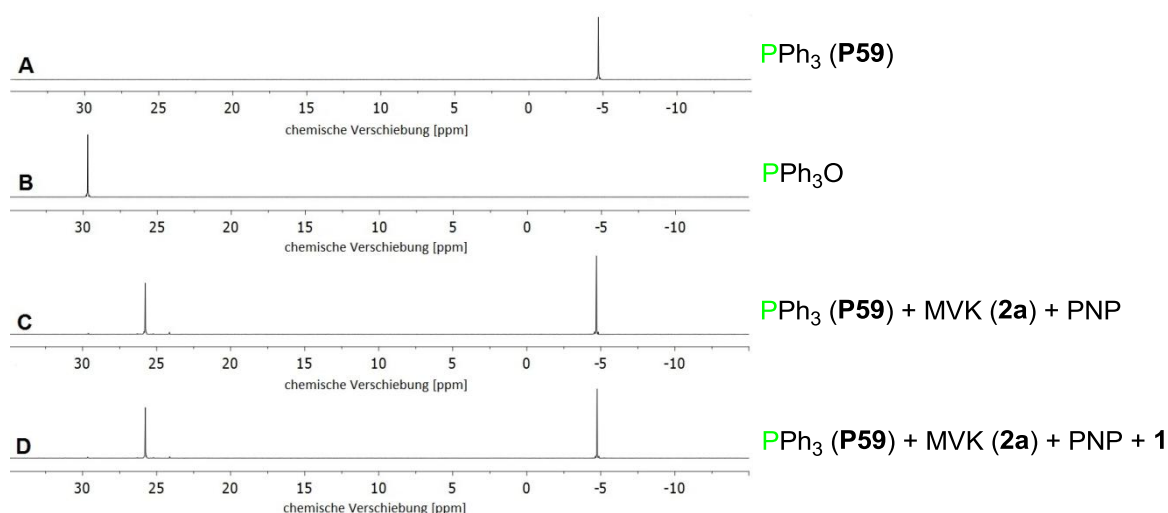 A
PPh3 (P59)
30 25 20 15 10 5 0 -5 -10
chemische Verschiebung [ppm]
B
PPh3O
30 25 20 15 10 5 0 -5 -10
chemische Verschiebung [ppm]
C
PPh3 (P59) + MVK (2a) + PNP
30 25 20 15 10 5 0 -5 -10
chemische Verschiebung [ppm]
D
PPh3 (P59) + MVK (2a) + PNP + 1
30 25 20 15 10 5 0 -5 -10
chemische Verschiebung [ppm]